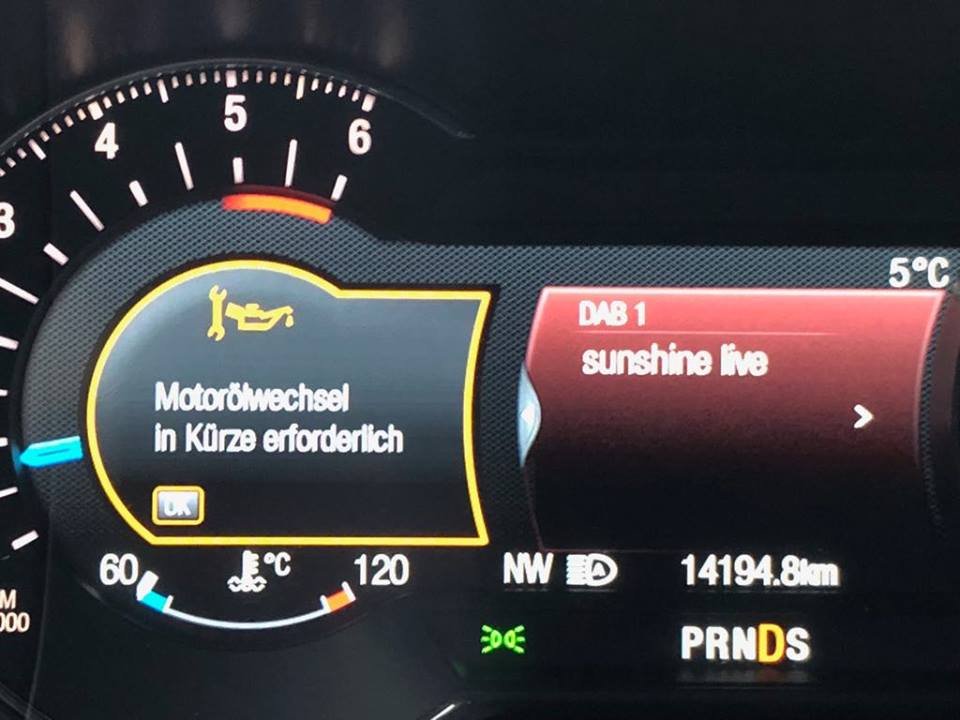 3
4
5
6
5°C
DAB 1
sunshine live
Motorölwechsel
in Kürze erforderlich
OK
60
°C
120
NW
A
14194.8km
PRNDS